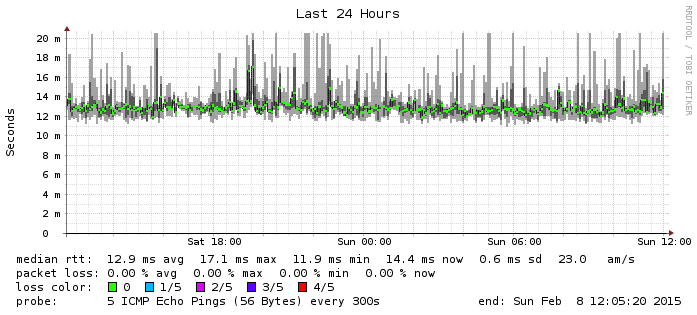 Last 24 Hours
RRDTOOL / TOBI OETIKER
Seconds
20 m
18 m
16 m
14 m
12 m
10 m
8 m
6 m
4 m
2 m
0
Sat 18:00 Sun 00:00 Sun 06:00 Sun 12:00
median rtt: 12.9 ms avg 17.1 ms max 11.9 ms min 14.4 ms now 0.6 ms sd 23.0 am/s
packet loss: 0.00 % avg 0.00 % max 0.00 % min 0.00 % now
loss color: 0 1/5 2/5 3/5 4/5
probe: 5 ICMP Echo Pings (56 Bytes) every 300s end: Sun Feb 8 12:05:20 2015